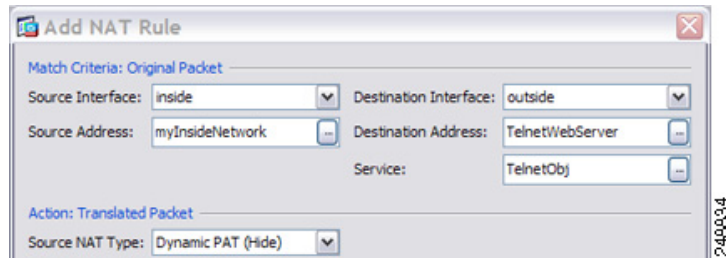 Add NAT Rule
Match Criteria: Original Packet
Source Interface: inside Destination Interface: outside
Source Address: myInsideNetwork ... Destination Address: TelnetWebServer ...
Service: TelnetObj ...
Action: Translated Packet
Source NAT Type: Dynamic PAT (Hide)
248934